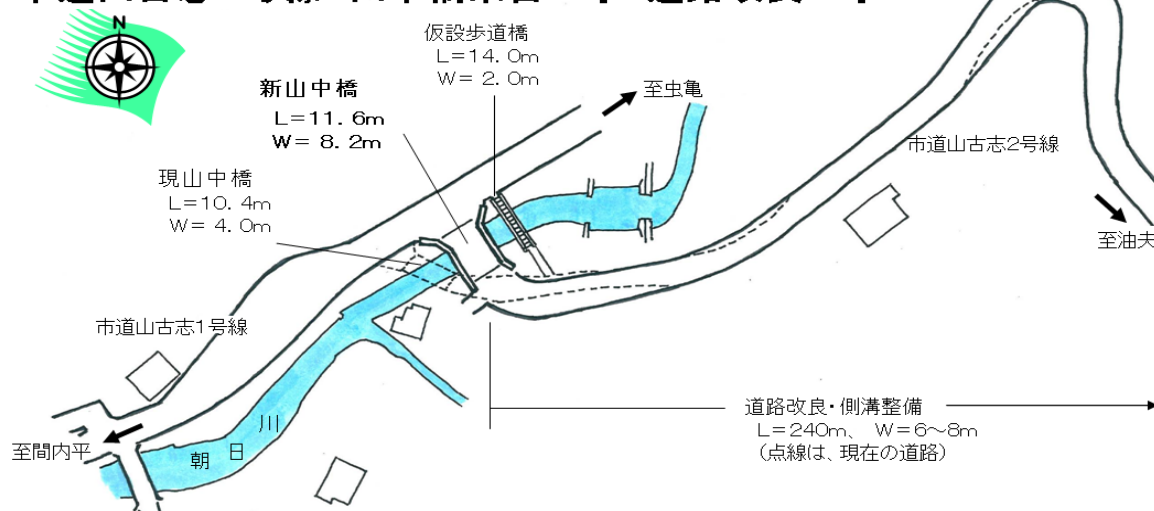 N
仮設歩道橋
L=14.0m
W=2.0m
新山中橋
L=11.6m
W=8.2m
至虫亀
現山中橋
L=10.4m
W=4.0m
市道山古志2号線
至油夫
市道山古志1号線
至間内平
朝日川
道路改良・側溝整備
L=240m、 W=6～8m
(点線は、現在の道路)